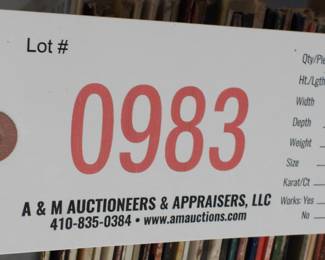 Lot #
0983
A & M AUCTIONEERS & APPRAISERS, LLC
410-835-0384 • www.amauctions.com
Qty/Pie
Ht./Lgth
Width
Depth
Weight
Size
Karat/Ct
Works: Yes
No